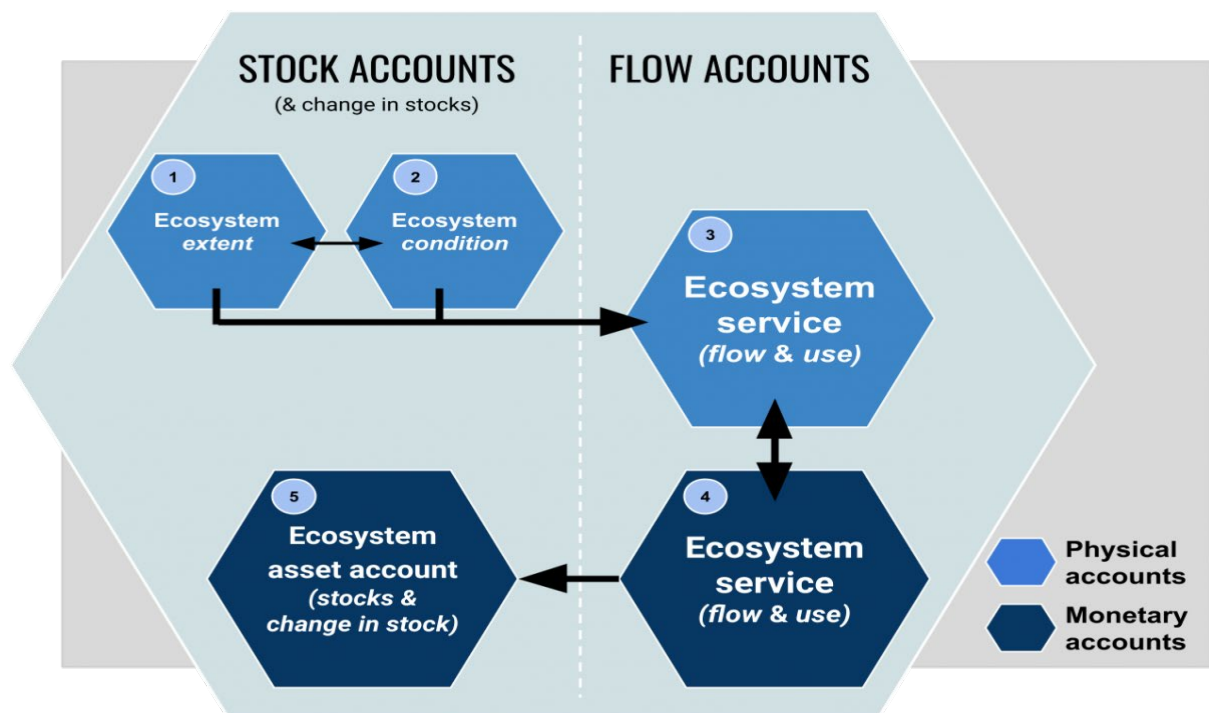 STOCK ACCOUNTS
(& change in stocks)
FLOW ACCOUNTS
1
Ecosystem
extent
2
Ecosystem
condition
3
Ecosystem
service
(flow & use)
5
Ecosystem
asset account
(stocks &
change in stock)
4
Ecosystem
service
(flow & use)
Physical
accounts
Monetary
accounts